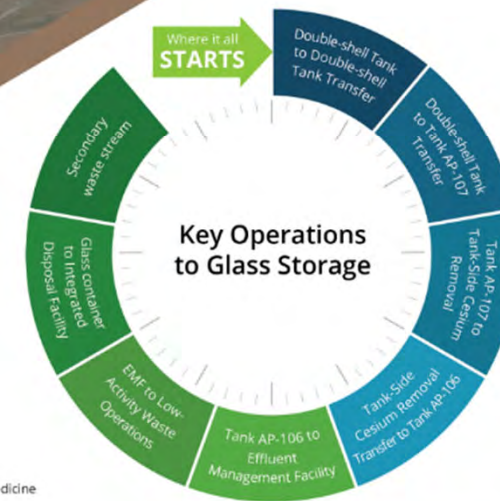 Where it all
STARTS
Double-shell Tank
to Double-shell
Tank Transfer
Double-shell Tank
to Tank AP-107
Transfer
Tank AP-107 to
Tank-Side Cesium
Removal
Tank-Side
Cesium Removal
Transfer to Tank AP-106
Tank AP-106 to
Effluent
Management Facility
EMF to Low-
Activity Waste
Operations
Glass container
to Integrated
Disposal Facility
Secondary
waste stream
Key Operations
to Glass Storage